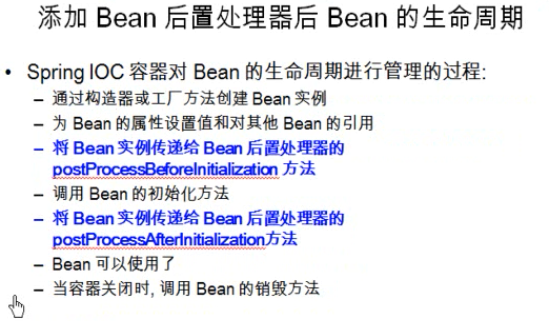 添加 Bean 后置处理器后 Bean 的生命周期
• Spring IOC 容器对 Bean 的生命周期进行管理的过程:
– 通过构造器或工厂方法创建 Bean 实例
– 为 Bean 的属性设置值和对其他 Bean 的引用
– 将 Bean 实例传递给 Bean 后置处理器的
postProcessBeforeInitialization 方法
– 调用 Bean 的初始化方法
– 将 Bean 实例传递给 Bean 后置处理器的
postProcessAfterInitialization方法
– Bean 可以使用了
– 当容器关闭时, 调用 Bean 的销毁方法